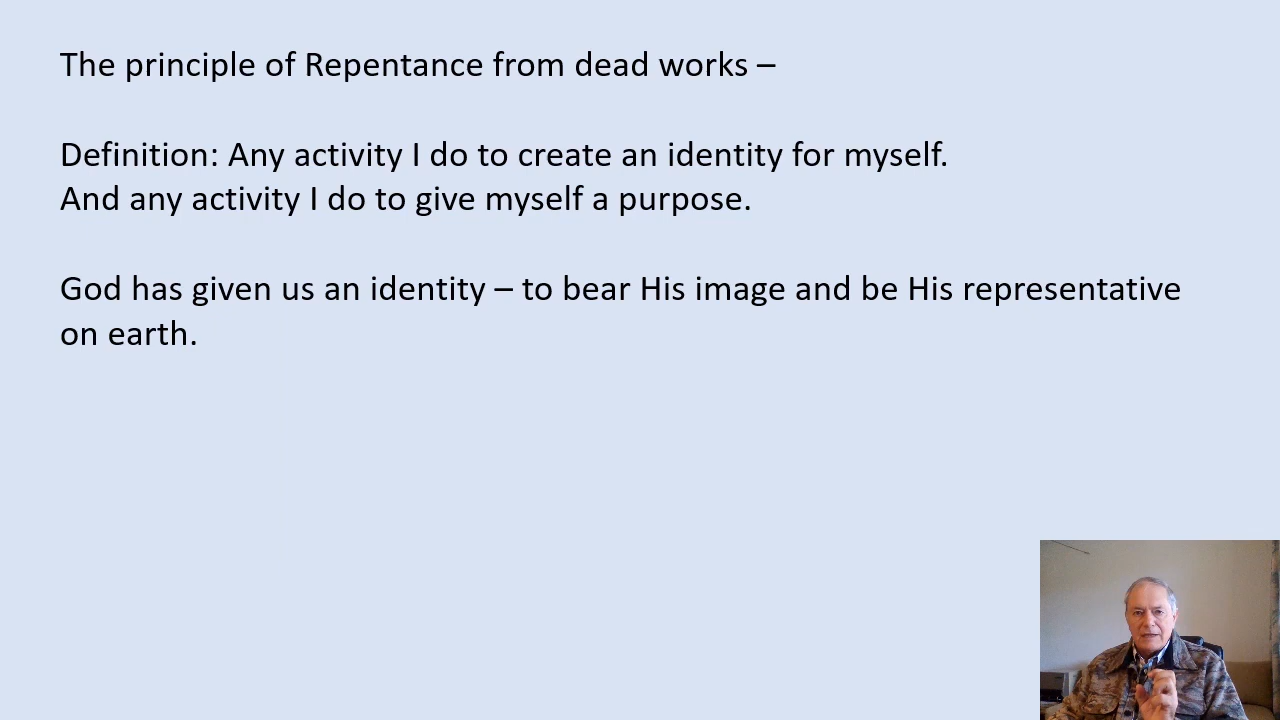 The principle of Repentance from dead works –
Definition: Any activity I do to create an identity for myself.
And any activity I do to give myself a purpose.
God has given us an identity – to bear His image and be His representative
on earth.